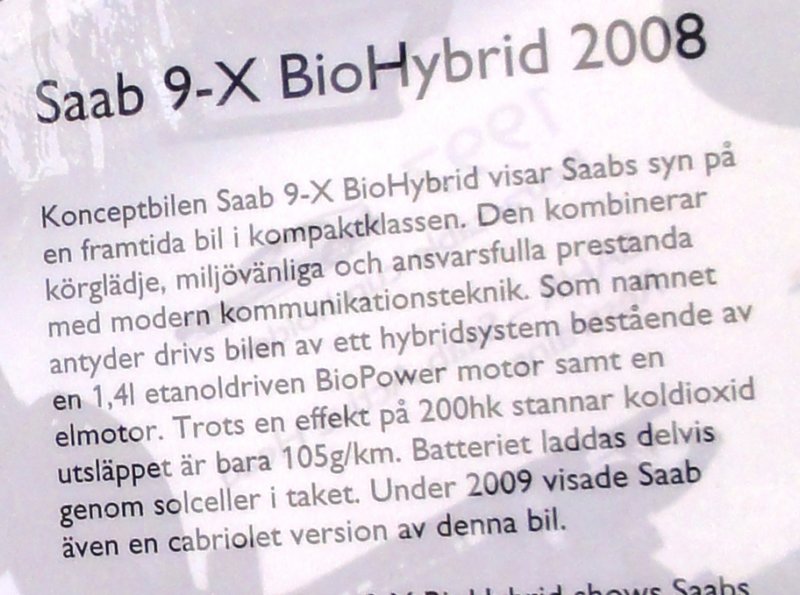 Saab 9-X BioHybrid 2008
Konceptbilen Saab 9-X BioHybrid visar Saabs syn på
en framtida bil i kompaktklassen. Den kombinerar
körglädje, miljövänliga och ansvarsfulla prestanda
med modern kommunikationsteknik. Som namnet
antyder drivs bilen av ett hybridsystem bestående av
en 1,4l etanoldriven BioPower motor samt en
elmotor. Trots en effekt på 200hk stannar koldioxid
utsläppet är bara 105g/km. Batteriet laddas delvis
genom solceller i taket. Under 2009 visade Saab
även en cabriolet version av denna bil.
BioHybrid shows Saabs